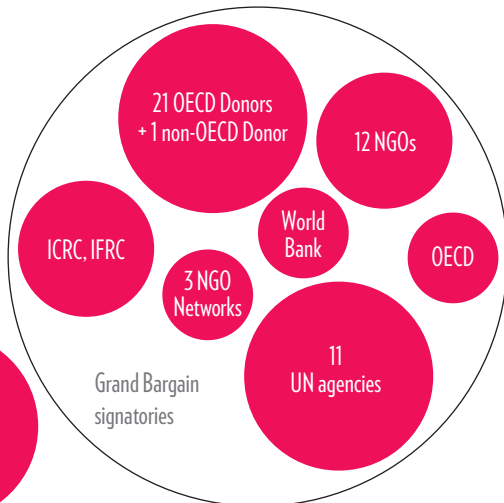 21 OECD Donors
+ 1 non-OECD Donor
12 NGOs
World
Bank
ICRC, IFRC
OECD
3 NGO
Networks
11
UN agencies
Grand Bargain
signatories